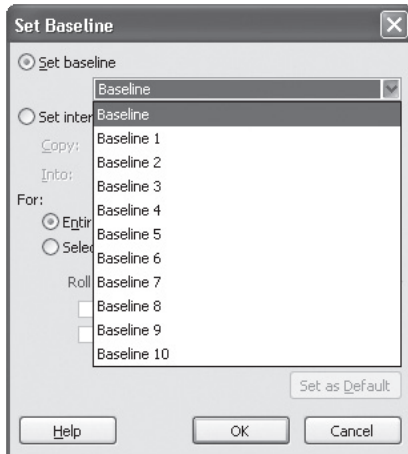 Set Baseline
Set baseline
Baseline
Set inter
Baseline
Baseline 1
Copy:
Baseline 2
Into:
Baseline 3
For:
Baseline 4
Entir
Baseline 5
Selec
Baseline 6
Roll
Baseline 7
Baseline 8
Baseline 9
Baseline 10
Set as Default
Help OK Cancel